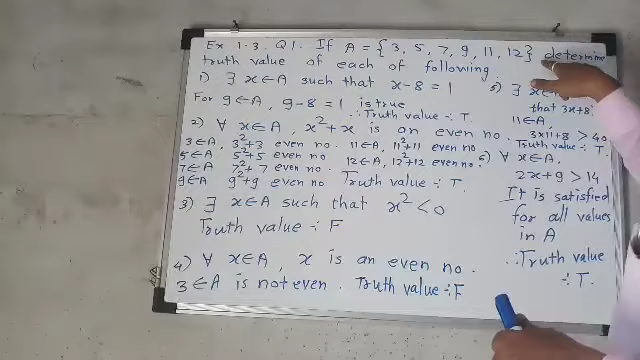 Ex 1.3. Q1. If A = { 3, 5, 7, 9, 11, 12} determine
truth value of each of following.
1) ∃ x∈A such that x-8 = 1
For 9∈A, 9-8 = 1 is true
∴ Truth value ÷ T.
2) ∀ x∈A, x²+x is an even no.
3∈A, 3²+3 even no. 11∈A, 11²+11 even no.
5∈A 5²+5 even no 12∈A, 12²+12 even no.
7∈A 7²+7 even no.
9∈A 9²+9 even no Truth value ÷ T.
3) ∃ x∈A such that x² < 0
Truth value ÷ F
4) ∀ x∈A, x is an even no.
3∈A is not even. Truth value ÷ F
5) ∃ x∈
that 3x+8
11∈A
3×11+8 > 40
Truth value ÷ T.
6) ∀ x∈A.
2x+9 > 14
It is satisfied
for all values
in A
∴ Truth value
÷ T.